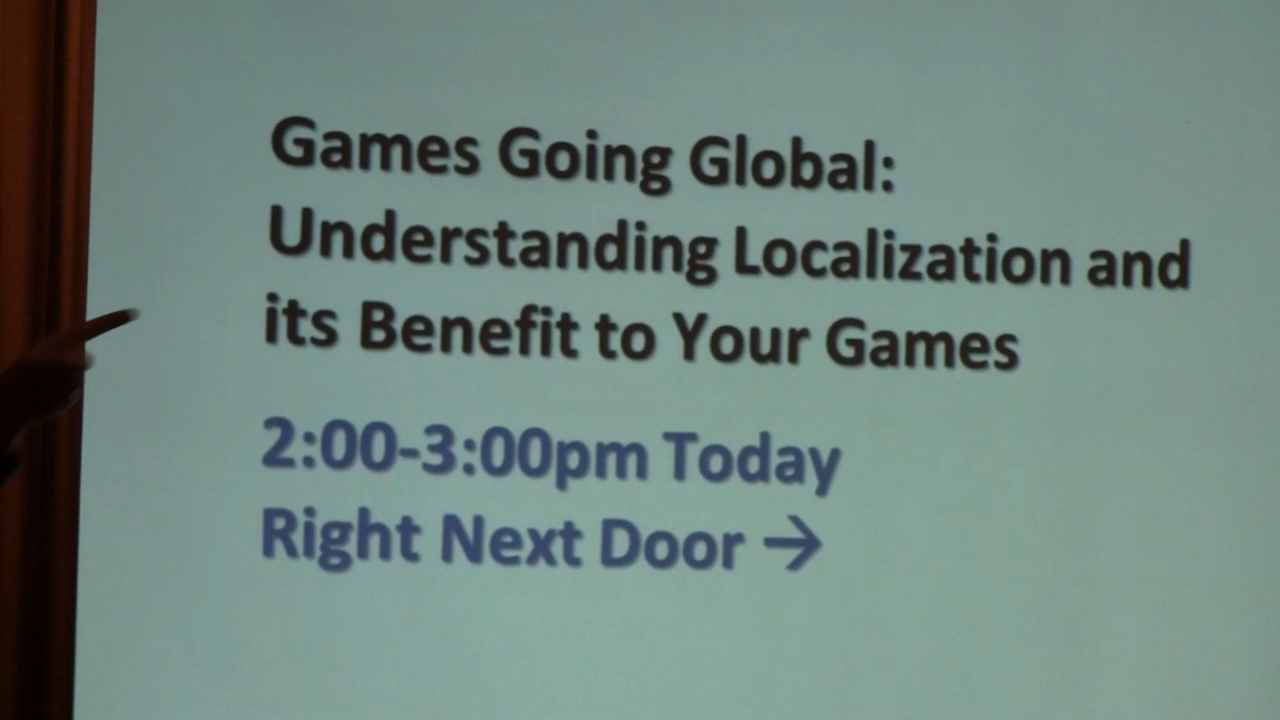 Games Going Global:
Understanding Localization and
its Benefit to Your Games
2:00-3:00pm Today
Right Next Door →